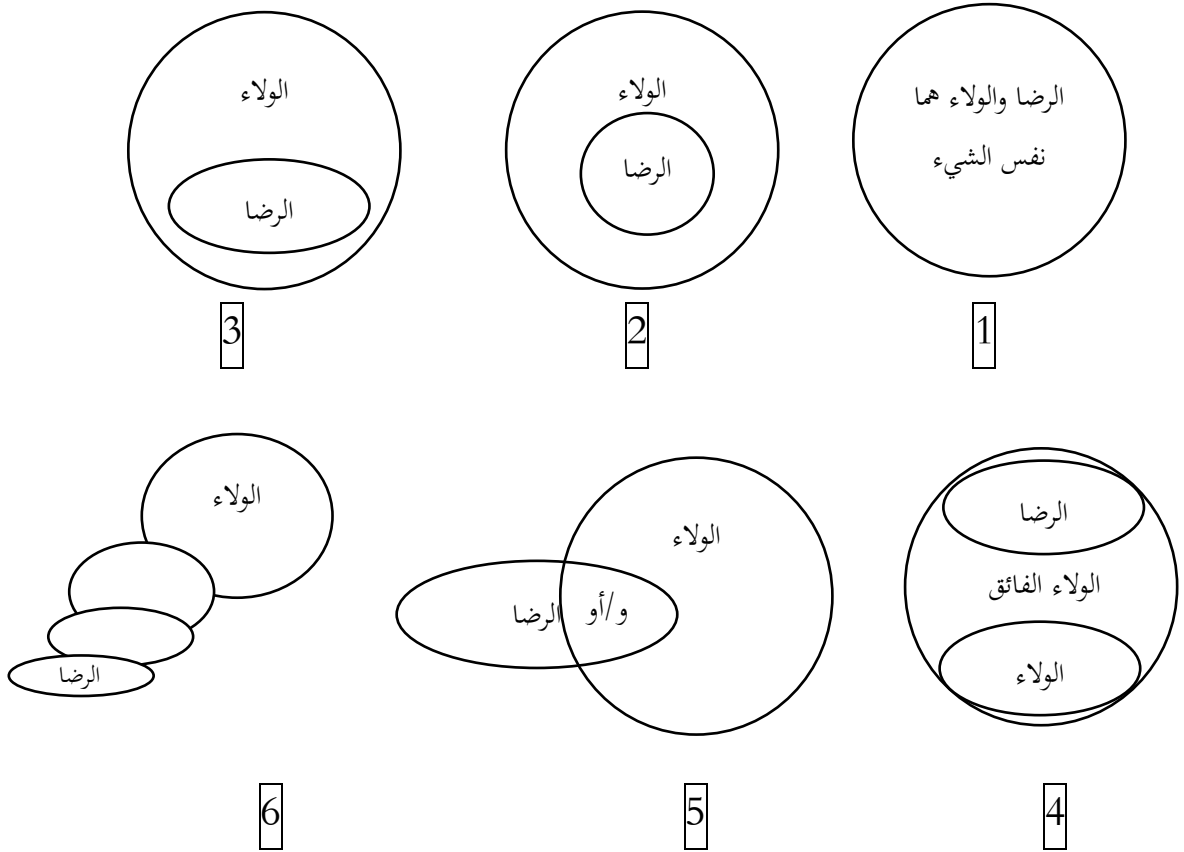 الرضا والولاء هما
نفس الشيء
الولاء
الرضا
الولاء
الرضا
1
2
3
الرضا
الولاء الفائق
الولاء
الولاء
و/أو
الرضا
الولاء
الرضا
4
5
6